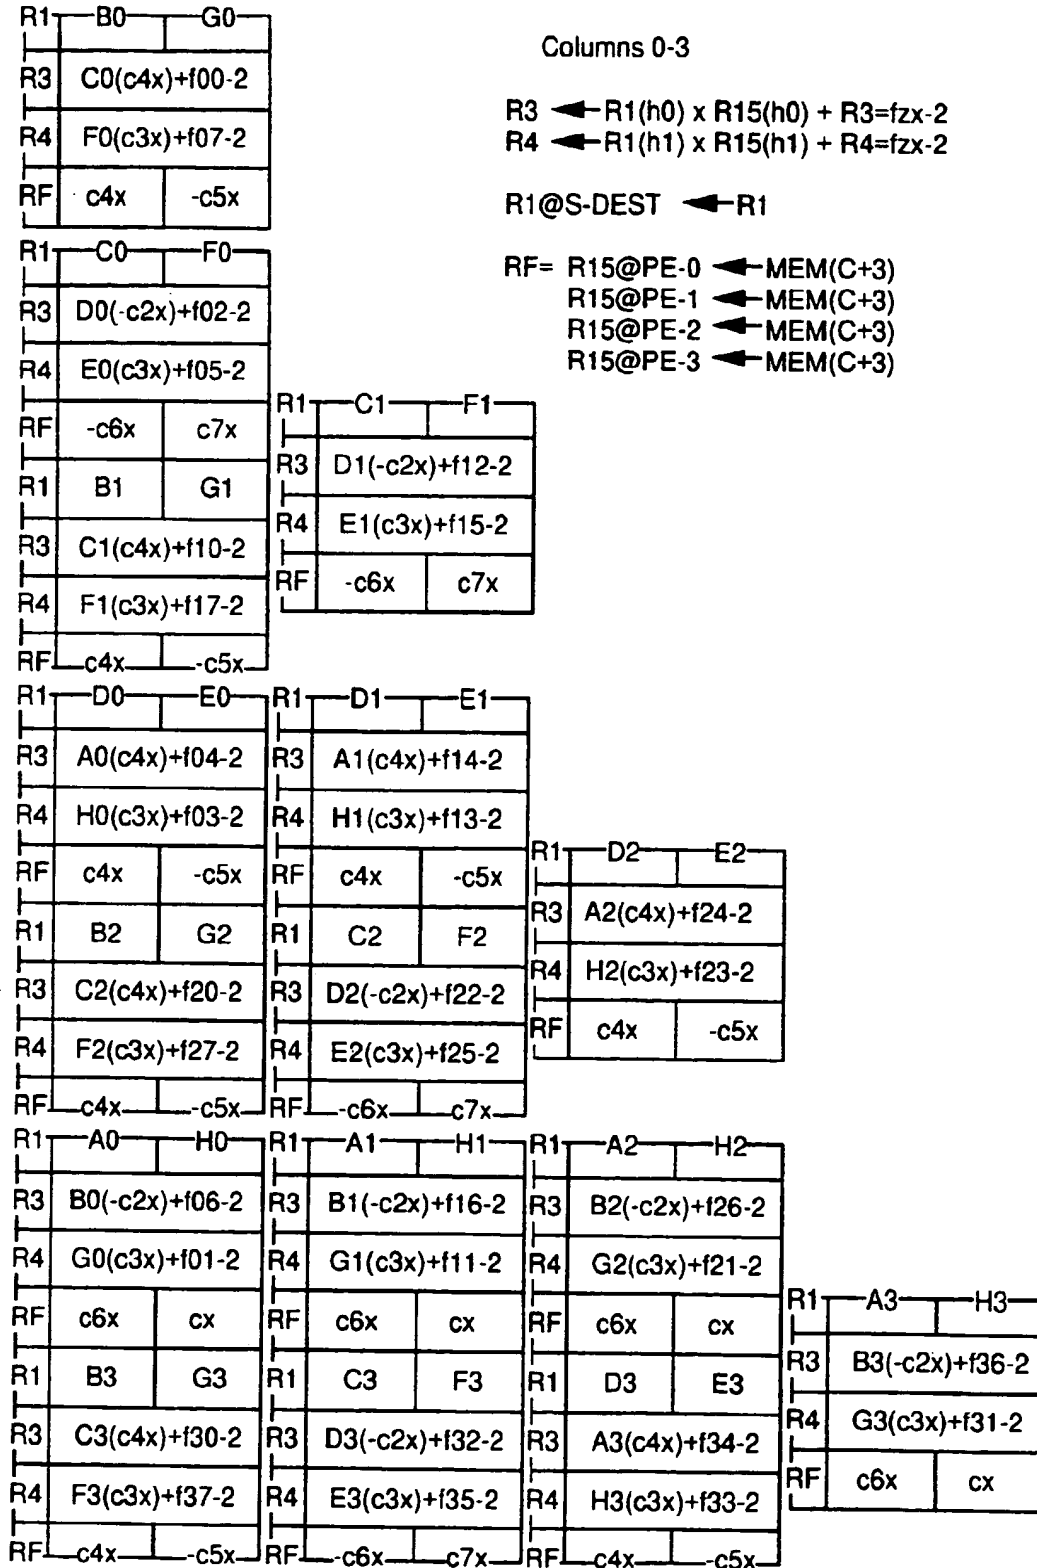 R1 B0 G0
R3 C0(c4x)+f00-2
R4 F0(c3x)+f07-2
RF c4x -c5x
Columns 0-3
R3 ◄ R1(h0) x R15(h0) + R3=fzx-2
R4 ◄ R1(h1) x R15(h1) + R4=fzx-2
R1@S-DEST ◄ R1
RF= R15@PE-0 ◄ MEM(C+3)
R15@PE-1 ◄ MEM(C+3)
R15@PE-2 ◄ MEM(C+3)
R15@PE-3 ◄ MEM(C+3)
R1 C0 F0
R3 D0(-c2x)+f02-2
R4 E0(c3x)+f05-2
RF -c6x c7x
R1 B1 G1
R3 C1(c4x)+f10-2
R4 F1(c3x)+f17-2
RF c4x -c5x
R1 C1 F1
R3 D1(-c2x)+f12-2
R4 E1(c3x)+f15-2
RF -c6x c7x
R1 D0 E0
R3 A0(c4x)+f04-2
R4 H0(c3x)+f03-2
RF c4x -c5x
R1 B2 G2
R3 C2(c4x)+f20-2
R4 F2(c3x)+f27-2
RF c4x -c5x
R1 D1 E1
R3 A1(c4x)+f14-2
R4 H1(c3x)+f13-2
RF c4x -c5x
R1 C2 F2
R3 D2(-c2x)+f22-2
R4 E2(c3x)+f25-2
RF -c6x c7x
R1 D2 E2
R3 A2(c4x)+f24-2
R4 H2(c3x)+f23-2
RF c4x -c5x
R1 A0 H0
R3 B0(-c2x)+f06-2
R4 G0(c3x)+f01-2
RF c6x cx
R1 B3 G3
R3 C3(c4x)+f30-2
R4 F3(c3x)+f37-2
RF c4x -c5x
R1 A1 H1
R3 B1(-c2x)+f16-2
R4 G1(c3x)+f11-2
RF c6x cx
R1 C3 F3
R3 D3(-c2x)+f32-2
R4 E3(c3x)+f35-2
RF -c6x c7x
R1 A2 H2
R3 B2(-c2x)+f26-2
R4 G2(c3x)+f21-2
RF c6x cx
R1 D3 E3
R3 A3(c4x)+f34-2
R4 H3(c3x)+f33-2
RF c4x -c5x
R1 A3 H3
R3 B3(-c2x)+f36-2
R4 G3(c3x)+f31-2
RF c6x cx